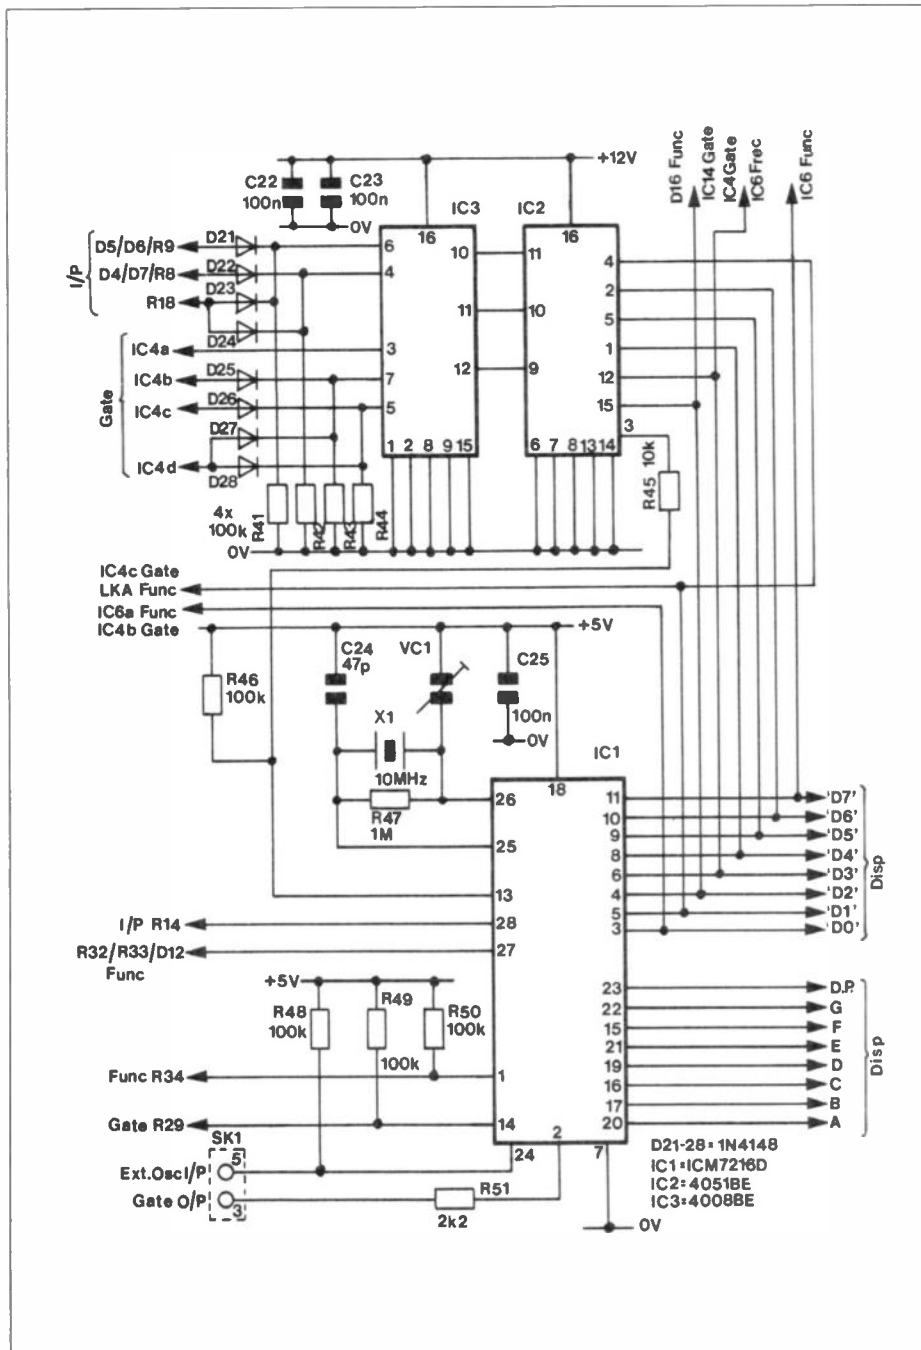 D16 Func
IC14 Gate
IC4 Gate
IC6 Frec
IC6 Func
+12V
C22
100n
C23
100n
0V
IC3
IC2
16
16
I/P
D5/D6/R9
D21
6
10
11
4
D4/D7/R8
D22
4
2
R18
D23
11
10
5
D24
1
Gate
IC4a
3
IC4b
D25
7
12
9
12
IC4c
D26
5
15
D27
3
IC4d
D28
1 2 8 9 15
6 7 8 13 14
R45 10k
4x
100k
R41
R42
R43
R44
0V
IC4c Gate
LKA Func
IC6a Func
IC4b Gate
+5V
C24
47p
VC1
C25
100n
0V
R46
100k
X1
10MHz
R47
1M
IC1
18
26
11
'D7'
10
'D6'
9
'D5'
25
8
'D4'
6
'D3'
13
4
'D2'
5
'D1'
3
'D0'
Disp
I/P R14
28
R32/R33/D12
Func
27
+5V
R48
100k
R49
100k
R50
100k
23
D.P.
22
G
15
F
21
E
19
D
16
C
17
B
20
A
Disp
Func R34
1
Gate R29
14
SK1
24
2
7
Ext.Osc I/P
5
Gate O/P
3
R51
2k2
0V
D21-28 = 1N4148
IC1 = ICM7216D
IC2 = 4051BE
IC3 = 4008BE